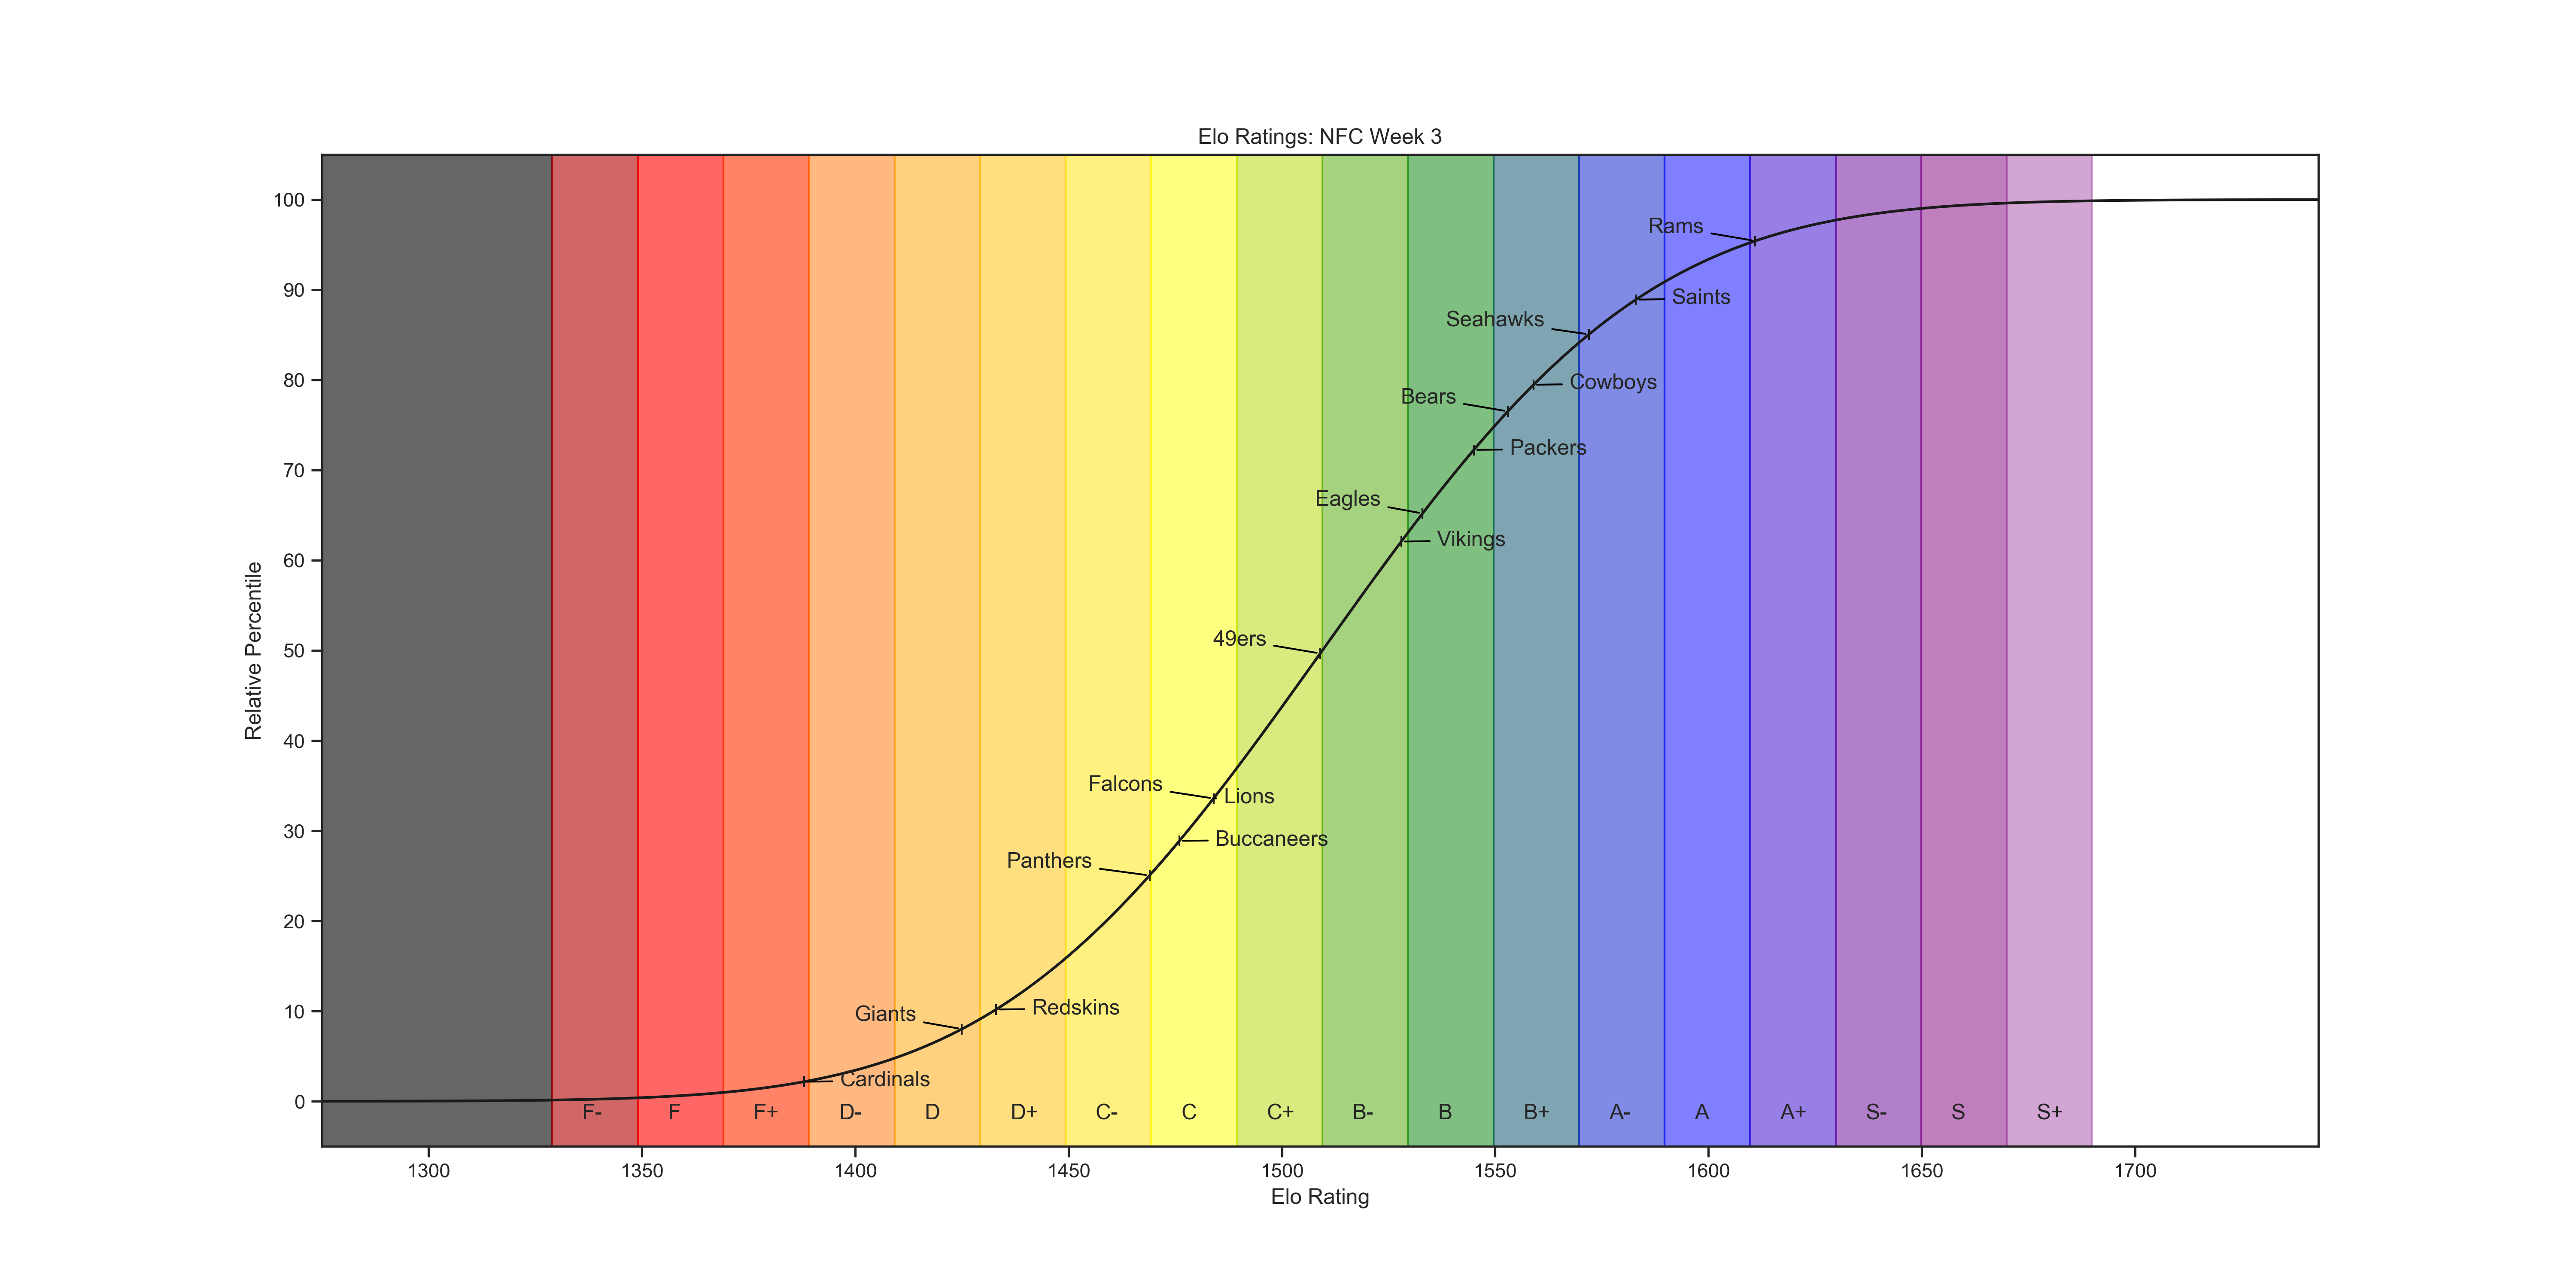 Elo Ratings: NFC Week 3
100
90
80
70
60
50
40
30
20
10
0
Relative Percentile
Rams
Saints
Seahawks
Cowboys
Bears
Packers
Eagles
Vikings
49ers
Falcons
Lions
Buccaneers
Panthers
Redskins
Giants
Cardinals
F- F F+ D- D D+ C- C C+ B- B B+ A- A A+ S- S S+
1300 1350 1400 1450 1500 1550 1600 1650 1700
Elo Rating